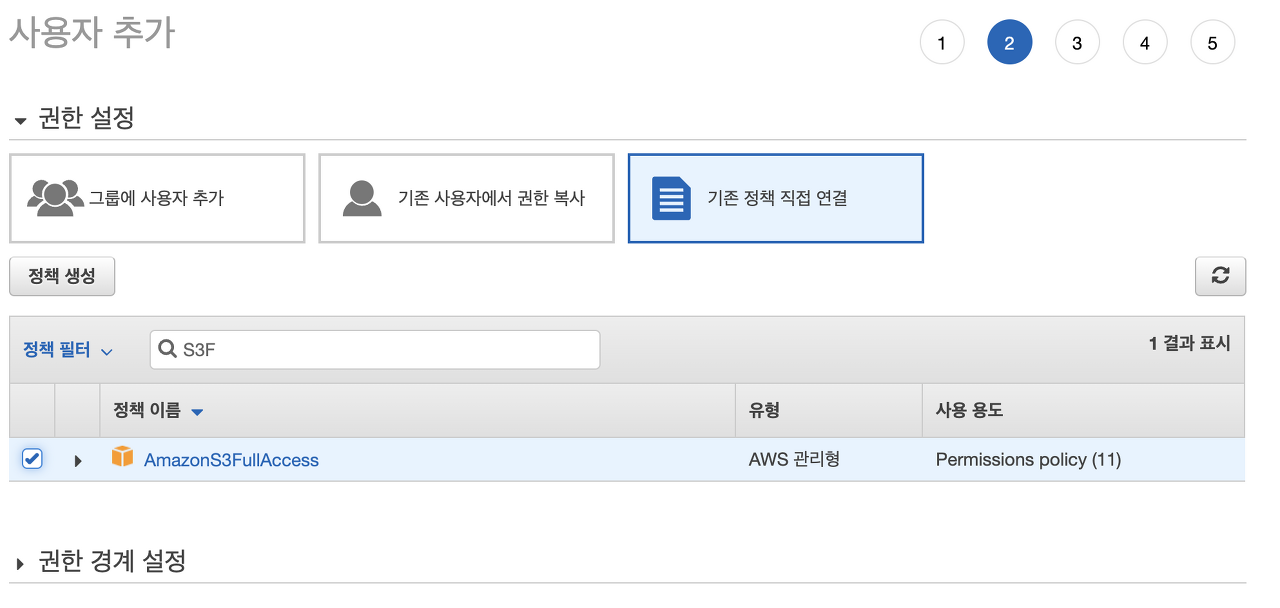 사용자 추가
1 2 3 4 5
권한 설정
그룹에 사용자 추가
기존 사용자에서 권한 복사
기존 정책 직접 연결
정책 생성
정책 필터 S3F 1 결과 표시
정책 이름 유형 사용 용도
AmazonS3FullAccess AWS 관리형 Permissions policy (11)
권한 경계 설정